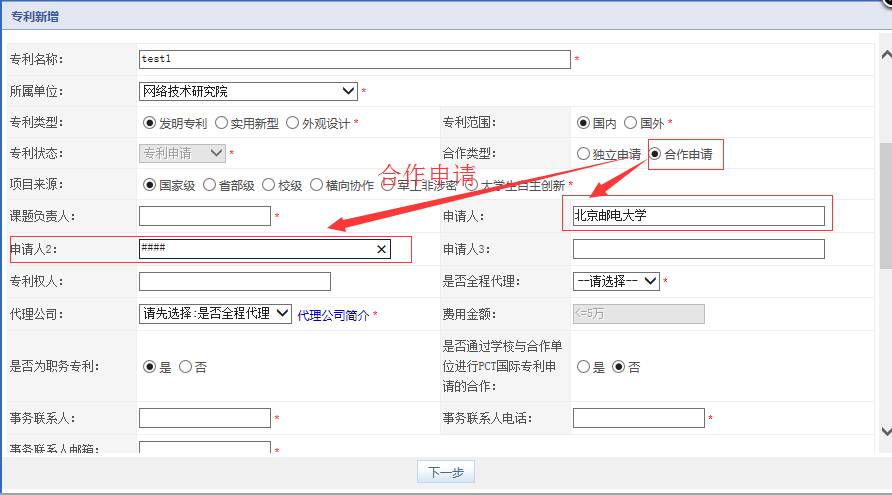 专利新增
专利名称: test1 *
所属单位: 网络技术研究院 *
专利类型: 发明专利 实用新型 外观设计 * 专利范围: 国内 国外 *
专利状态: 专利申请 * 合作类型: 独立申请 合作申请
合作申请
项目来源: 国家级 省部级 校级 横向协作 军工非涉密 大学生自主创新 *
课题负责人: * 申请人: 北京邮电大学
申请人2: #### × 申请人3:
专利权人: 是否全程代理: --请选择-- *
代理公司: 请先选择:是否全程代理 代理公司简介 * 费用金额: <=5万
是否为职务专利: 是 否 是否通过学校与合作单
位进行PCT国际专利申
请的合作: 是 否
事务联系人: * 事务联系人电话: *
事务联系人邮箱: *
下一步